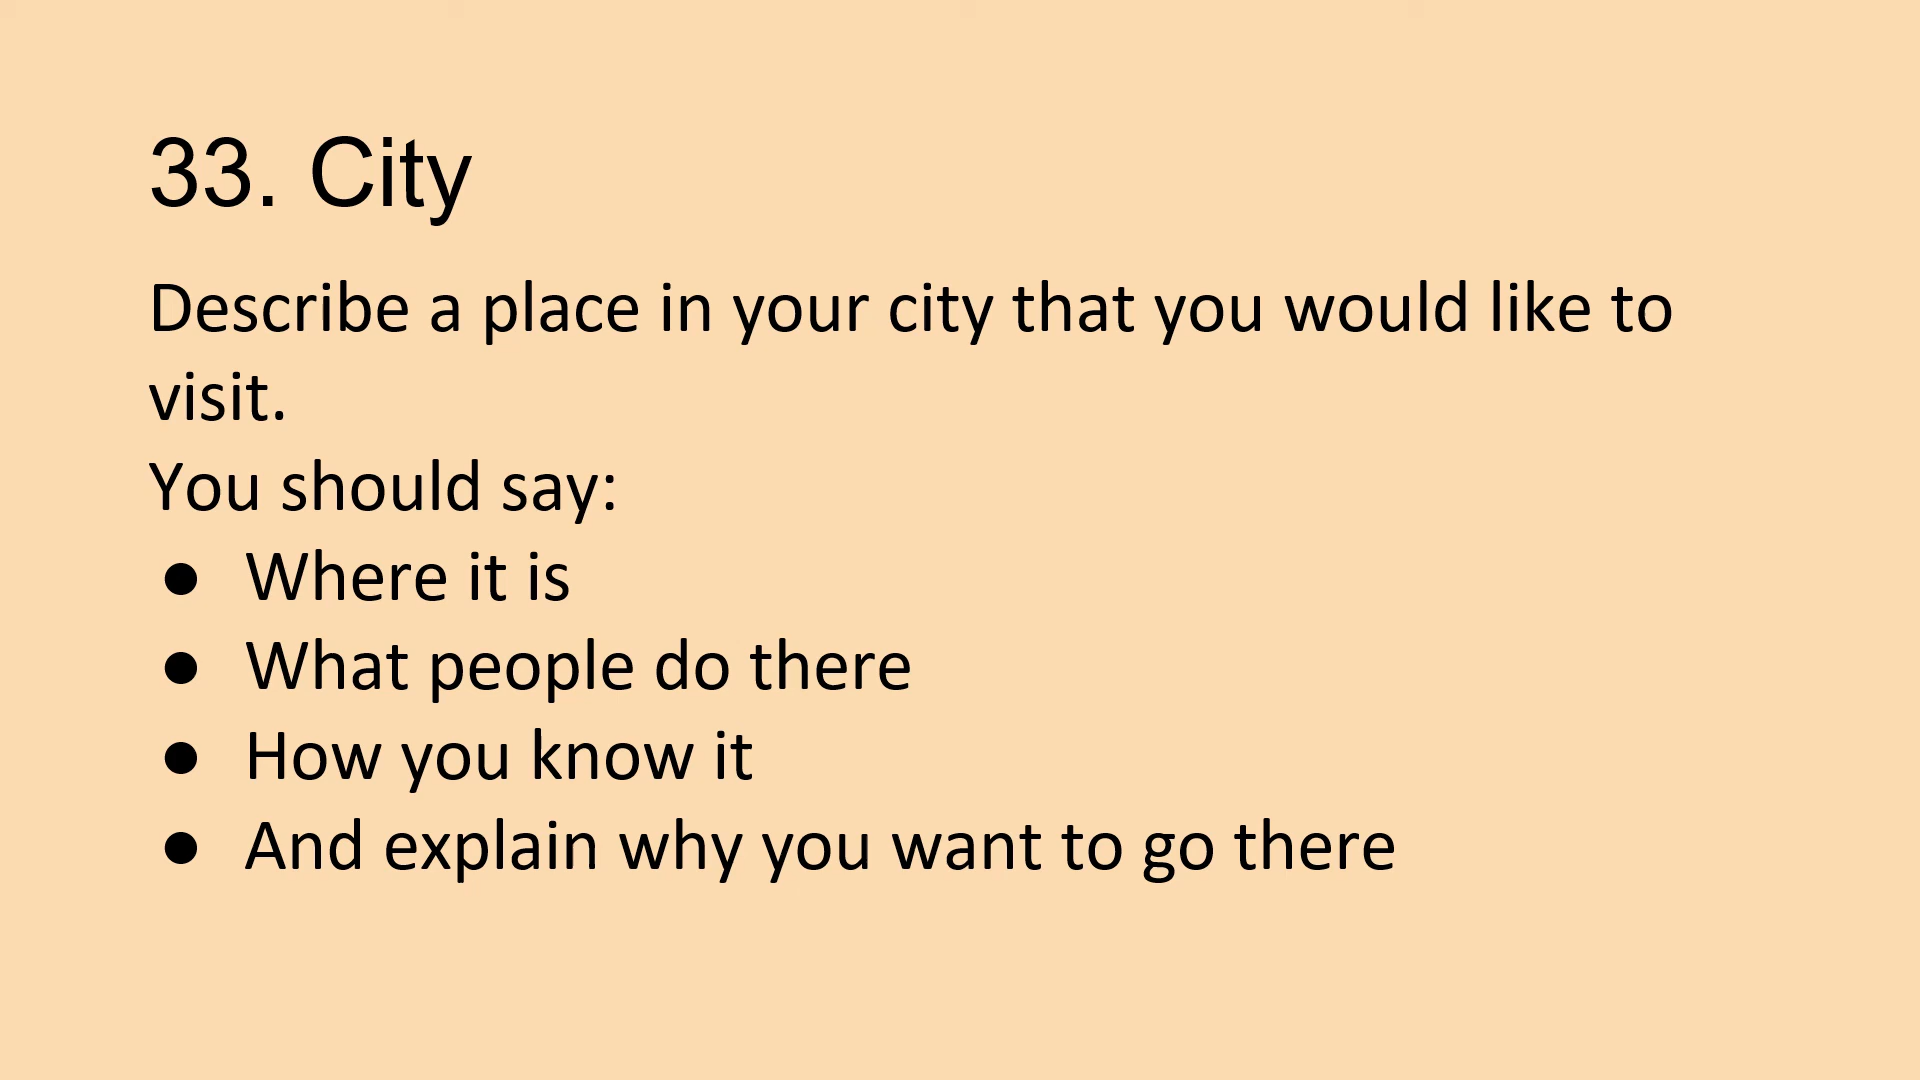 33. City
Describe a place in your city that you would like to
visit.
You should say:
● Where it is
● What people do there
● How you know it
● And explain why you want to go there